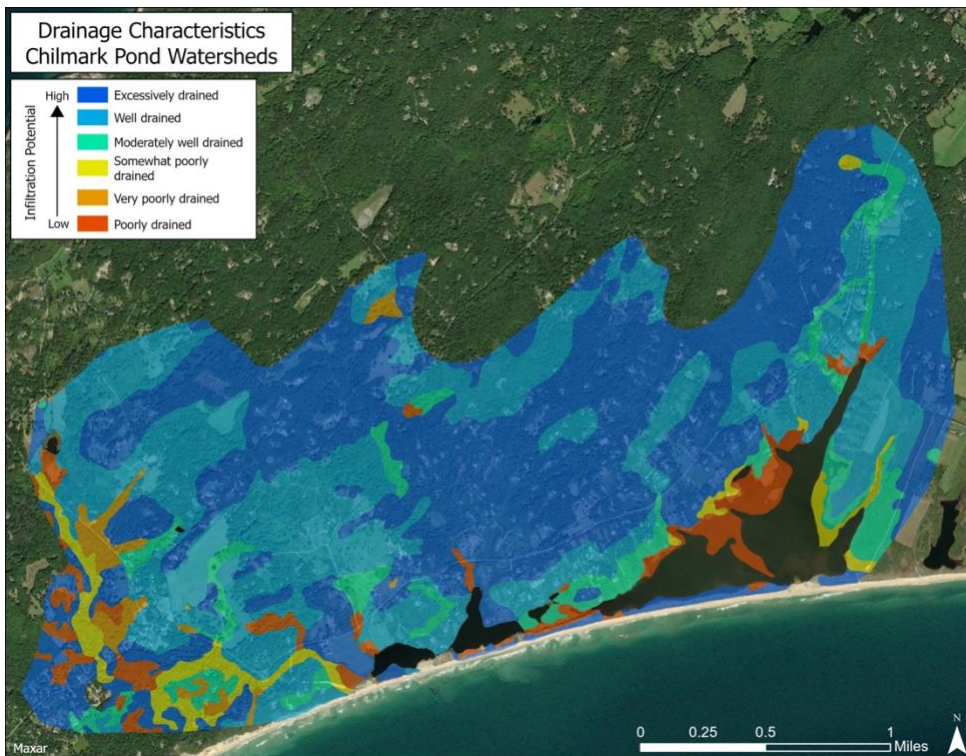 Drainage Characteristics
Chilmark Pond Watersheds
High
Infiltration Potential
Low
Excessively drained
Well drained
Moderately well drained
Somewhat poorly
drained
Very poorly drained
Poorly drained
Maxar
0 0.25 0.5 1
Miles
N